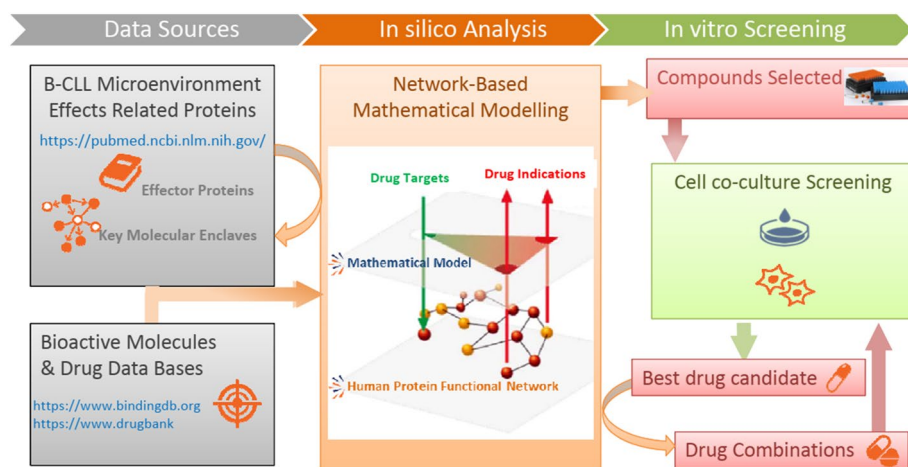 Data Sources
In silico Analysis
In vitro Screening
B-CLL Microenvironment
Effects Related Proteins
https://pubmed.ncbi.nlm.nih.gov/
Effector Proteins
Key Molecular Enclaves
Bioactive Molecules
& Drug Data Bases
https://www.bindingdb.org
https://www.drugbank
Network-Based
Mathematical Modelling
Drug Targets
Drug Indications
Mathematical Model
Human Protein Functional Network
Compounds Selected
Cell co-culture Screening
Best drug candidate
Drug Combinations